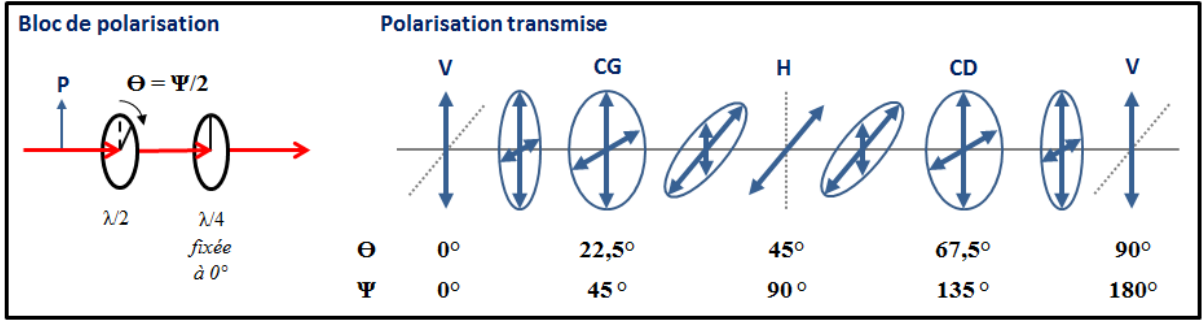 Bloc de polarisation
Polarisation transmise
P
ϴ = Ψ/2
λ/2
λ/4
fixée
à 0°
V CG H CD V
ϴ 0° 22,5° 45° 67,5° 90°
Ψ 0° 45 ° 90 ° 135 ° 180°